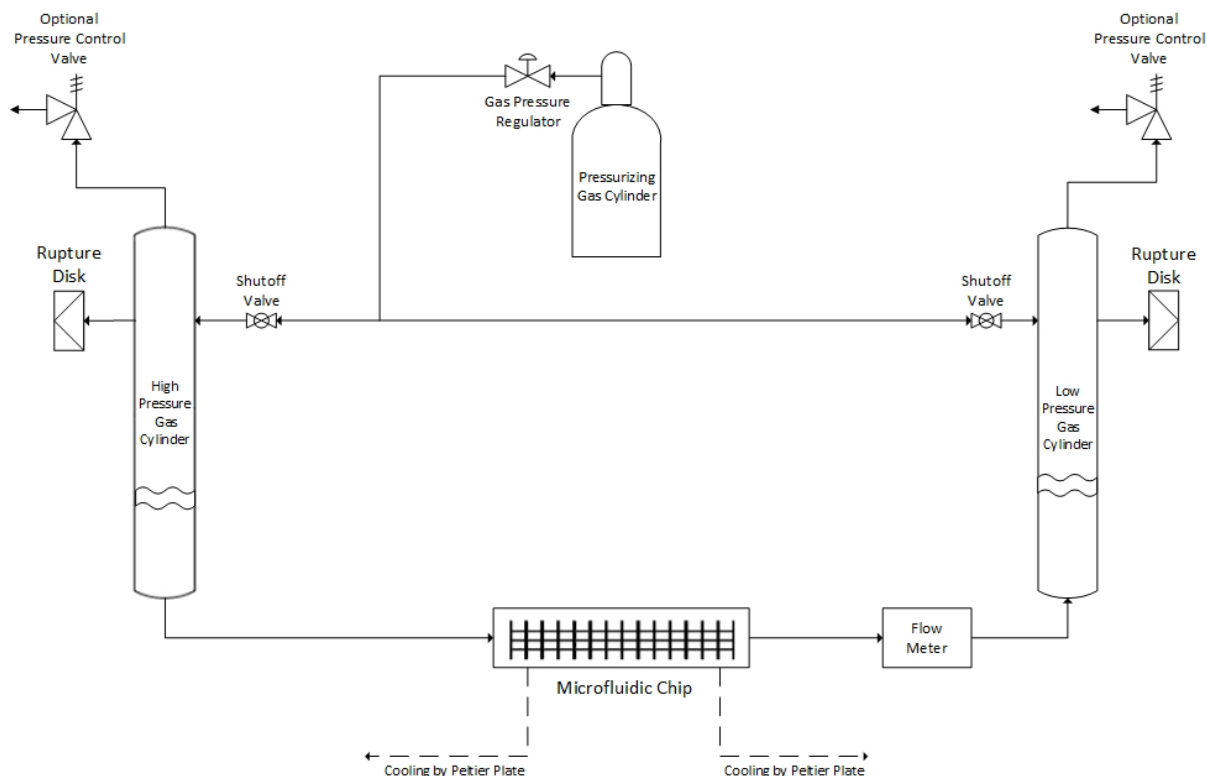 Optional
Pressure Control
Valve
Optional
Pressure Control
Valve
Gas Pressure
Regulator
Pressurizing
Gas Cylinder
Rupture
Disk
Shutoff
Valve
Shutoff
Valve
Rupture
Disk
High
Pressure
Gas
Cylinder
Low
Pressure
Gas
Cylinder
Flow
Meter
Microfluidic Chip
Cooling by Peltier Plate
Cooling by Peltier Plate